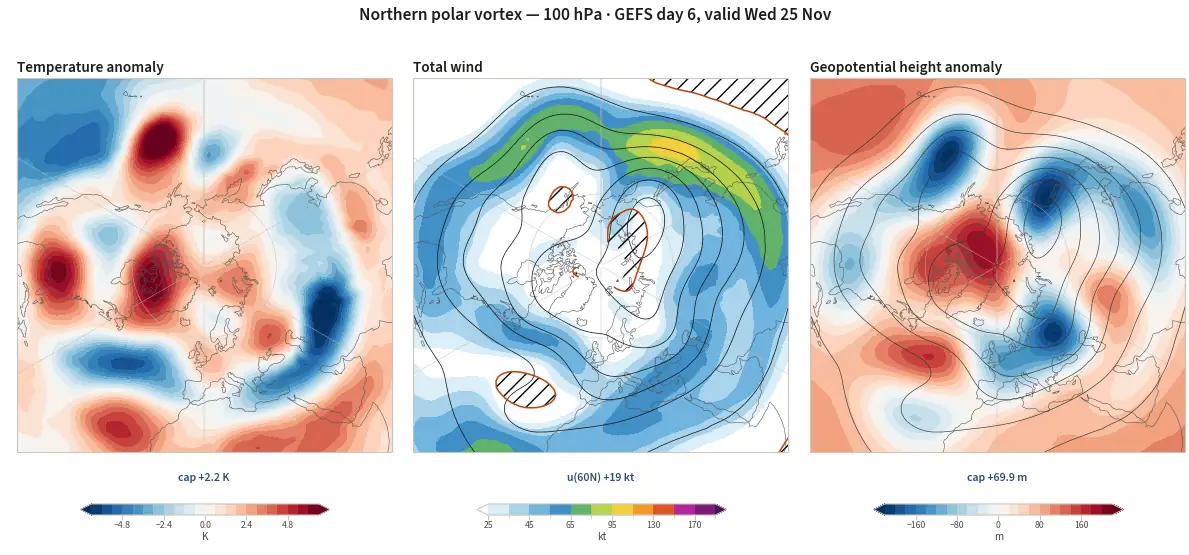 Northern polar vortex — 100 hPa · GEFS day 6, valid Wed 25 Nov
Temperature anomaly
Total wind
Geopotential height anomaly
cap +2.2 K
u(60N) +19 kt
cap +69.9 m
−4.8 −2.4 0.0 2.4 4.8
K
25 45 65 95 130 170
kt
−160 −80 0 80 160
m